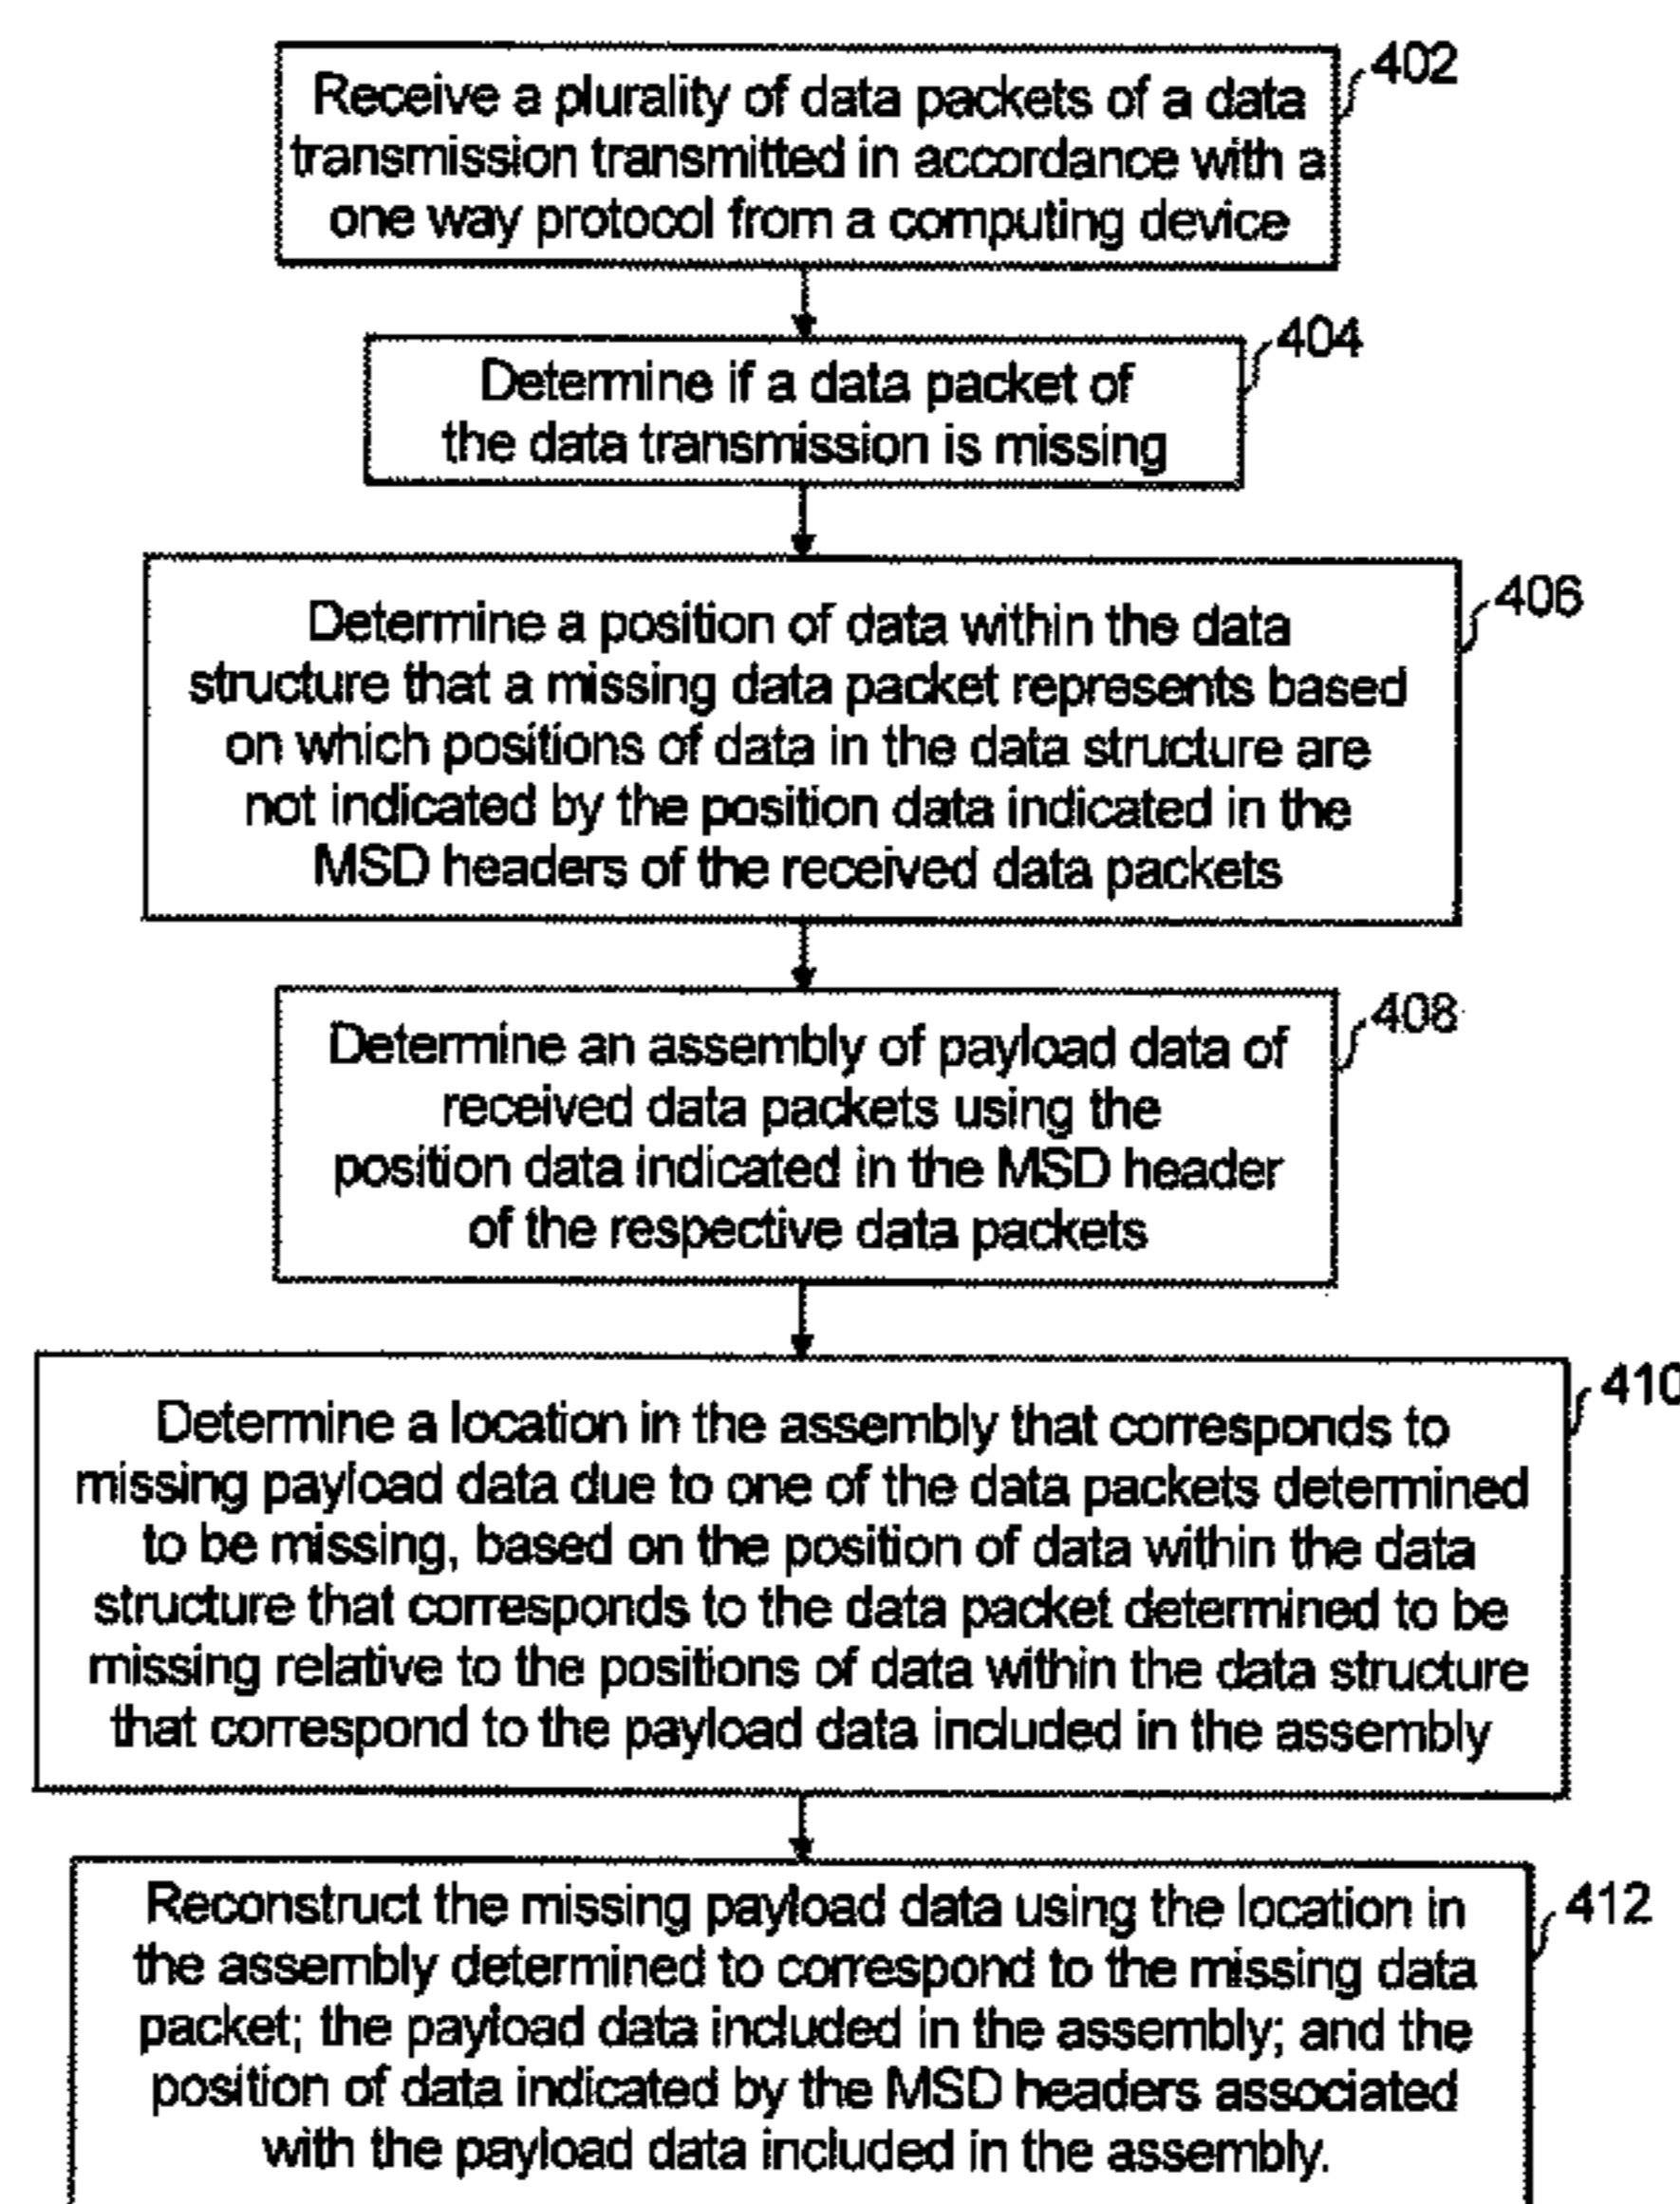 Receive a plurality of data packets of a data
transmission transmitted in accordance with a
one way protocol from a computing device
402
Determine if a data packet of
the data transmission is missing
404
Determine a position of data within the data
structure that a missing data packet represents based
on which positions of data in the data structure are
not indicated by the position data indicated in the
MSD headers of the received data packets
406
Determine an assembly of payload data of
received data packets using the
position data indicated in the MSD header
of the respective data packets
408
Determine a location in the assembly that corresponds to
missing payload data due to one of the data packets determined
to be missing, based on the position of data within the data
structure that corresponds to the data packet determined to be
missing relative to the positions of data within the data structure
that correspond to the payload data included in the assembly
410
Reconstruct the missing payload data using the location in
the assembly determined to correspond to the missing data
packet; the payload data included in the assembly; and the
position of data indicated by the MSD headers associated
with the payload data included in the assembly.
412